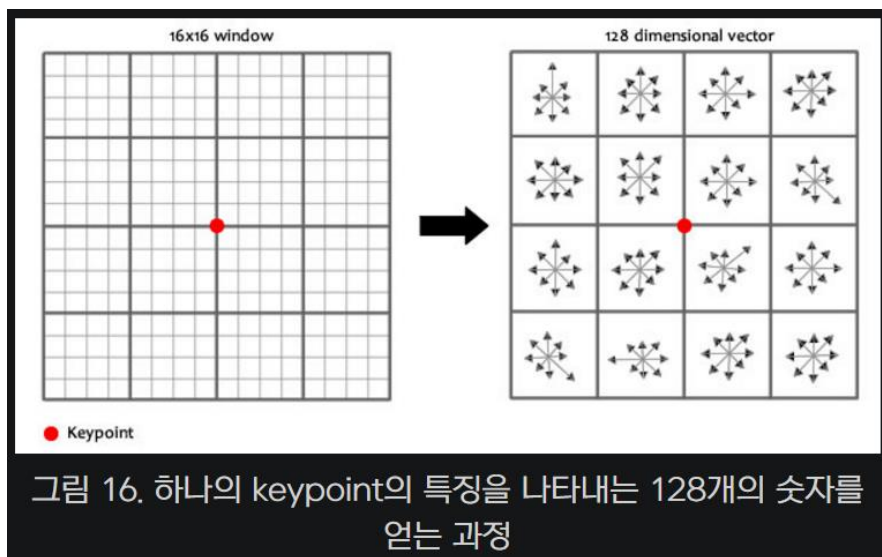 16x16 window
128 dimensional vector
Keypoint
그림 16. 하나의 keypoint의 특징을 나타내는 128개의 숫자를
얻는 과정